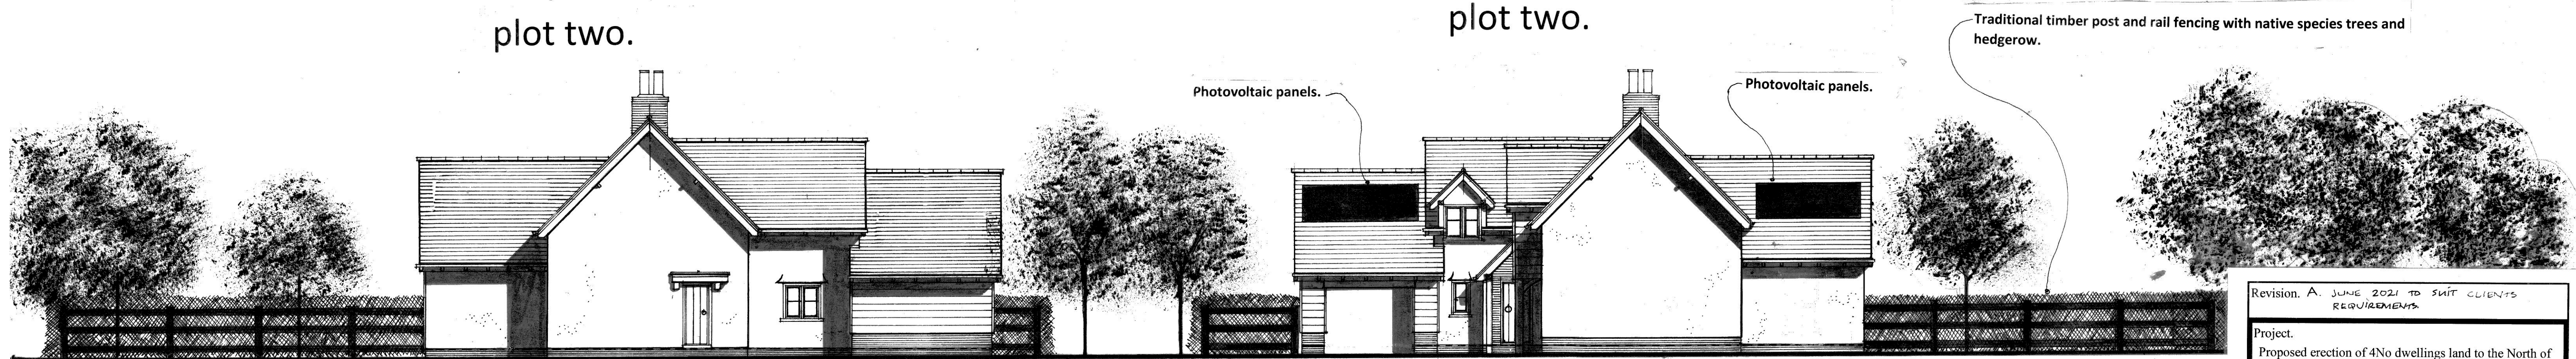 plot two.
plot two.
Traditional timber post and rail fencing with native species trees and
hedgerow.
Photovoltaic panels.
Photovoltaic panels.
Revision. A. JUNE 2021 TO SUIT CLIENTS
REQUIREMENTS.
Project.
Proposed erection of 4No dwellings land to the North of